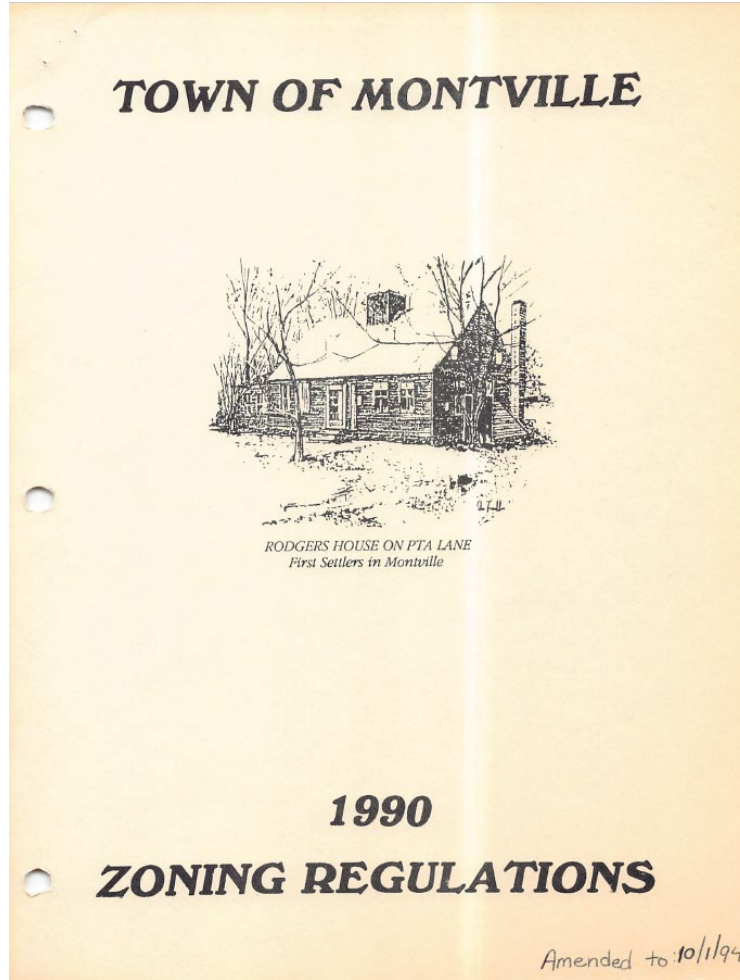 TOWN OF MONTVILLE
RODGERS HOUSE ON PTA LANE
First Settlers in Montville
1990
ZONING REGULATIONS
Amended to 10/1/94